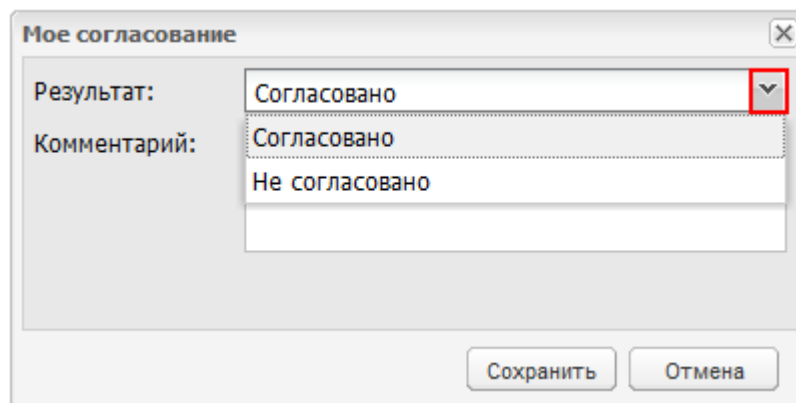 Мое согласование
Результат: Согласовано
Комментарий: Согласовано
Не согласовано
Сохранить Отмена